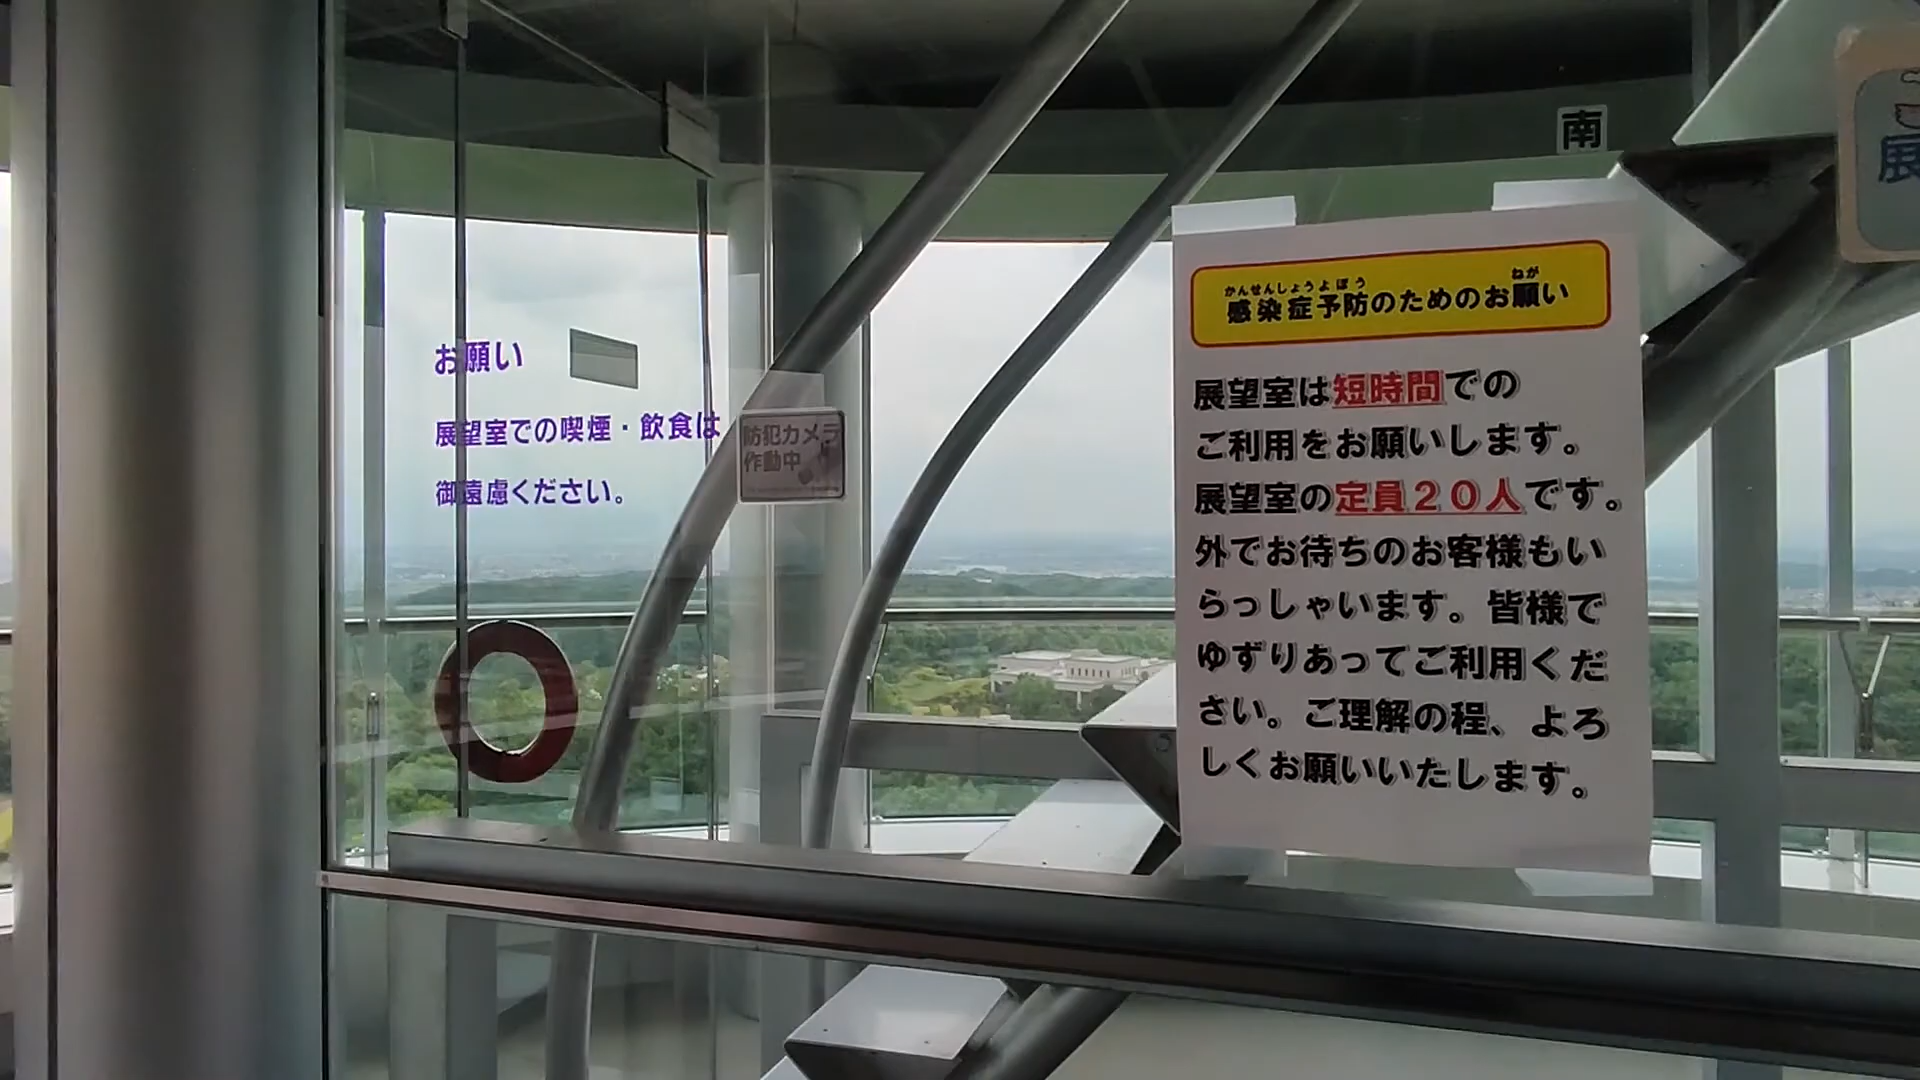 南
展
お願い
展望室での喫煙・飲食は
御遠慮ください。
防犯カメラ
作動中
かんせんしょうよぼう ねが
感染症予防のためのお願い
展望室は短時間での
ご利用をお願いします。
展望室の定員20人です。
外でお待ちのお客様もい
らっしゃいます。皆様で
ゆずりあってご利用くだ
さい。ご理解の程、よろ
しくお願いいたします。